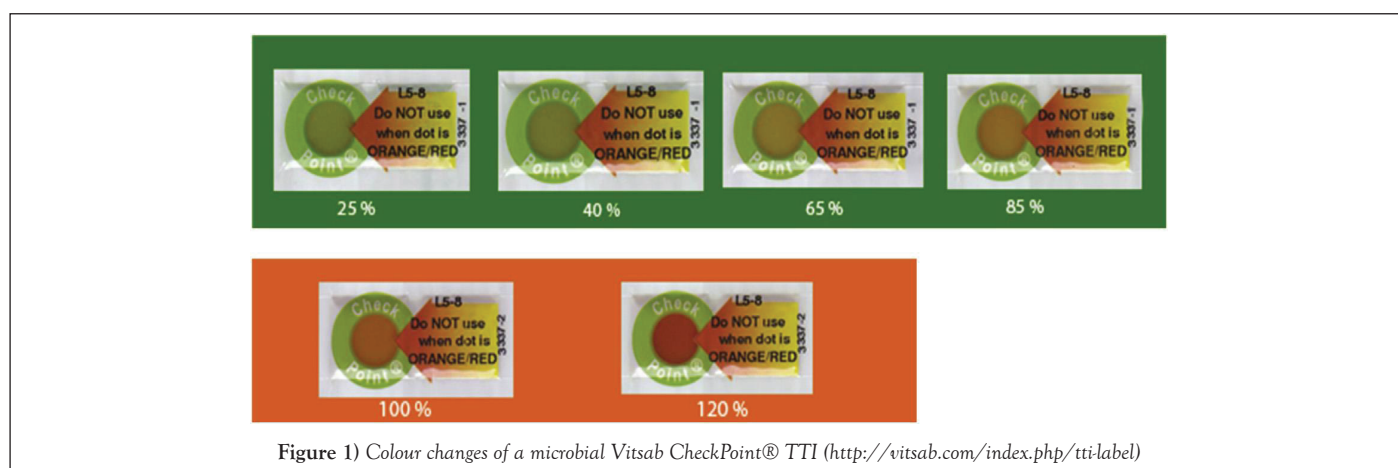 Check
Point®
L5-8
Do NOT use
when dot is
ORANGE/RED
3337 -1
25 %
Check
Point®
L5-8
Do NOT use
when dot is
ORANGE/RED
3337 -1
40 %
Check
Point®
L5-8
Do NOT use
when dot is
ORANGE/RED
3337 -1
65 %
Check
Point®
L5-8
Do NOT use
when dot is
ORANGE/RED
3337-1
85 %
Check
Point®
L5-8
Do NOT use
when dot is
ORANGE/RED
3337-2
100 %
Check
Point®
L5-8
Do NOT use
when dot is
ORANGE/RED
3337-2
120 %
Figure 1) Colour changes of a microbial Vitsab CheckPoint® TTI (http://vitsab.com/index.php/tti-label)